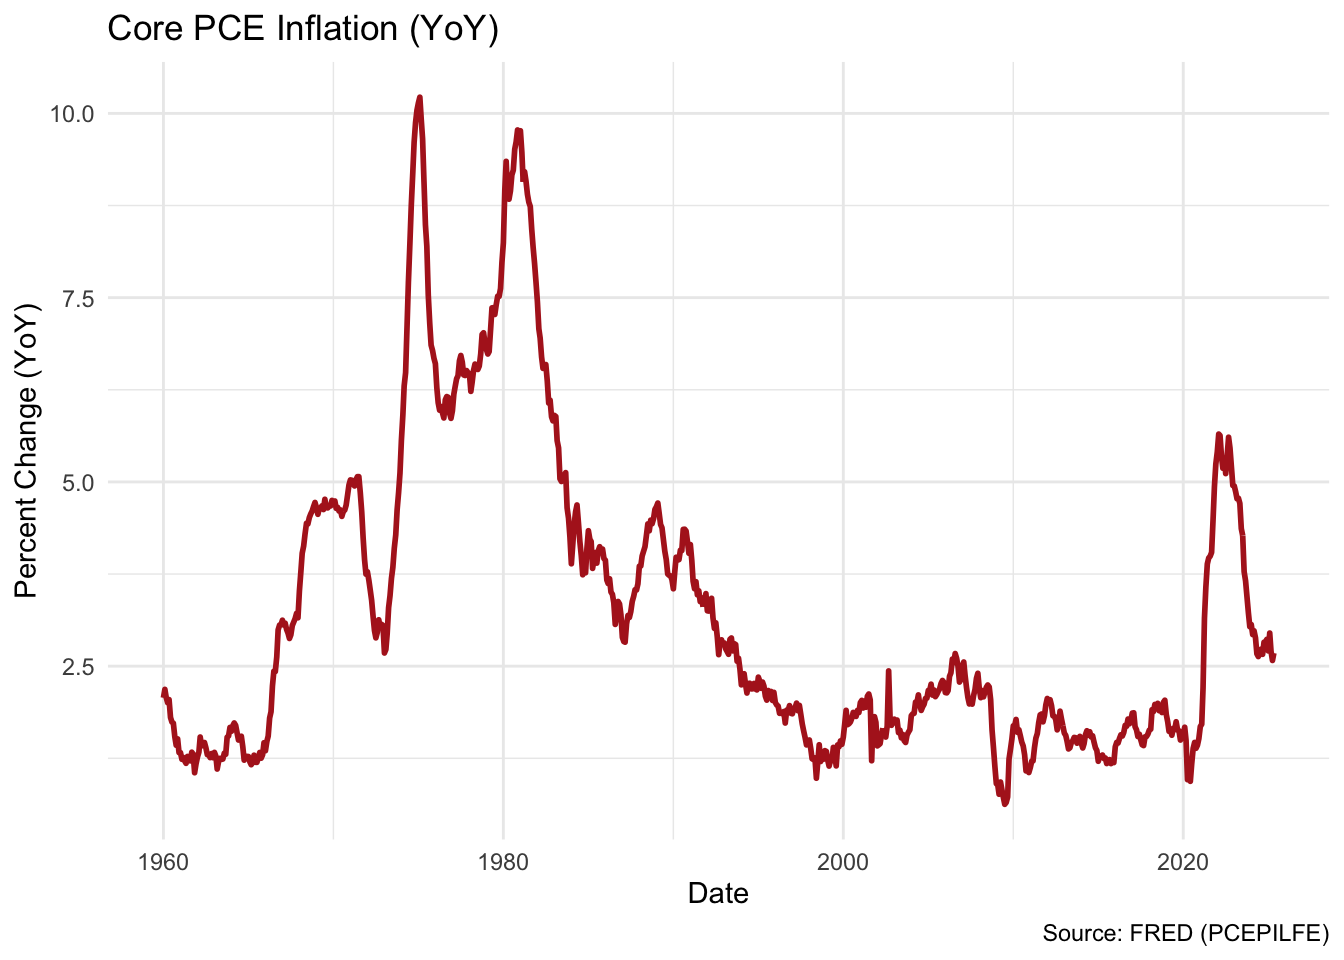 Core PCE Inflation (YoY)
10.0
7.5
5.0
2.5
Percent Change (YoY)
1960
1980
2000
2020
Date
Source: FRED (PCEPILFE)